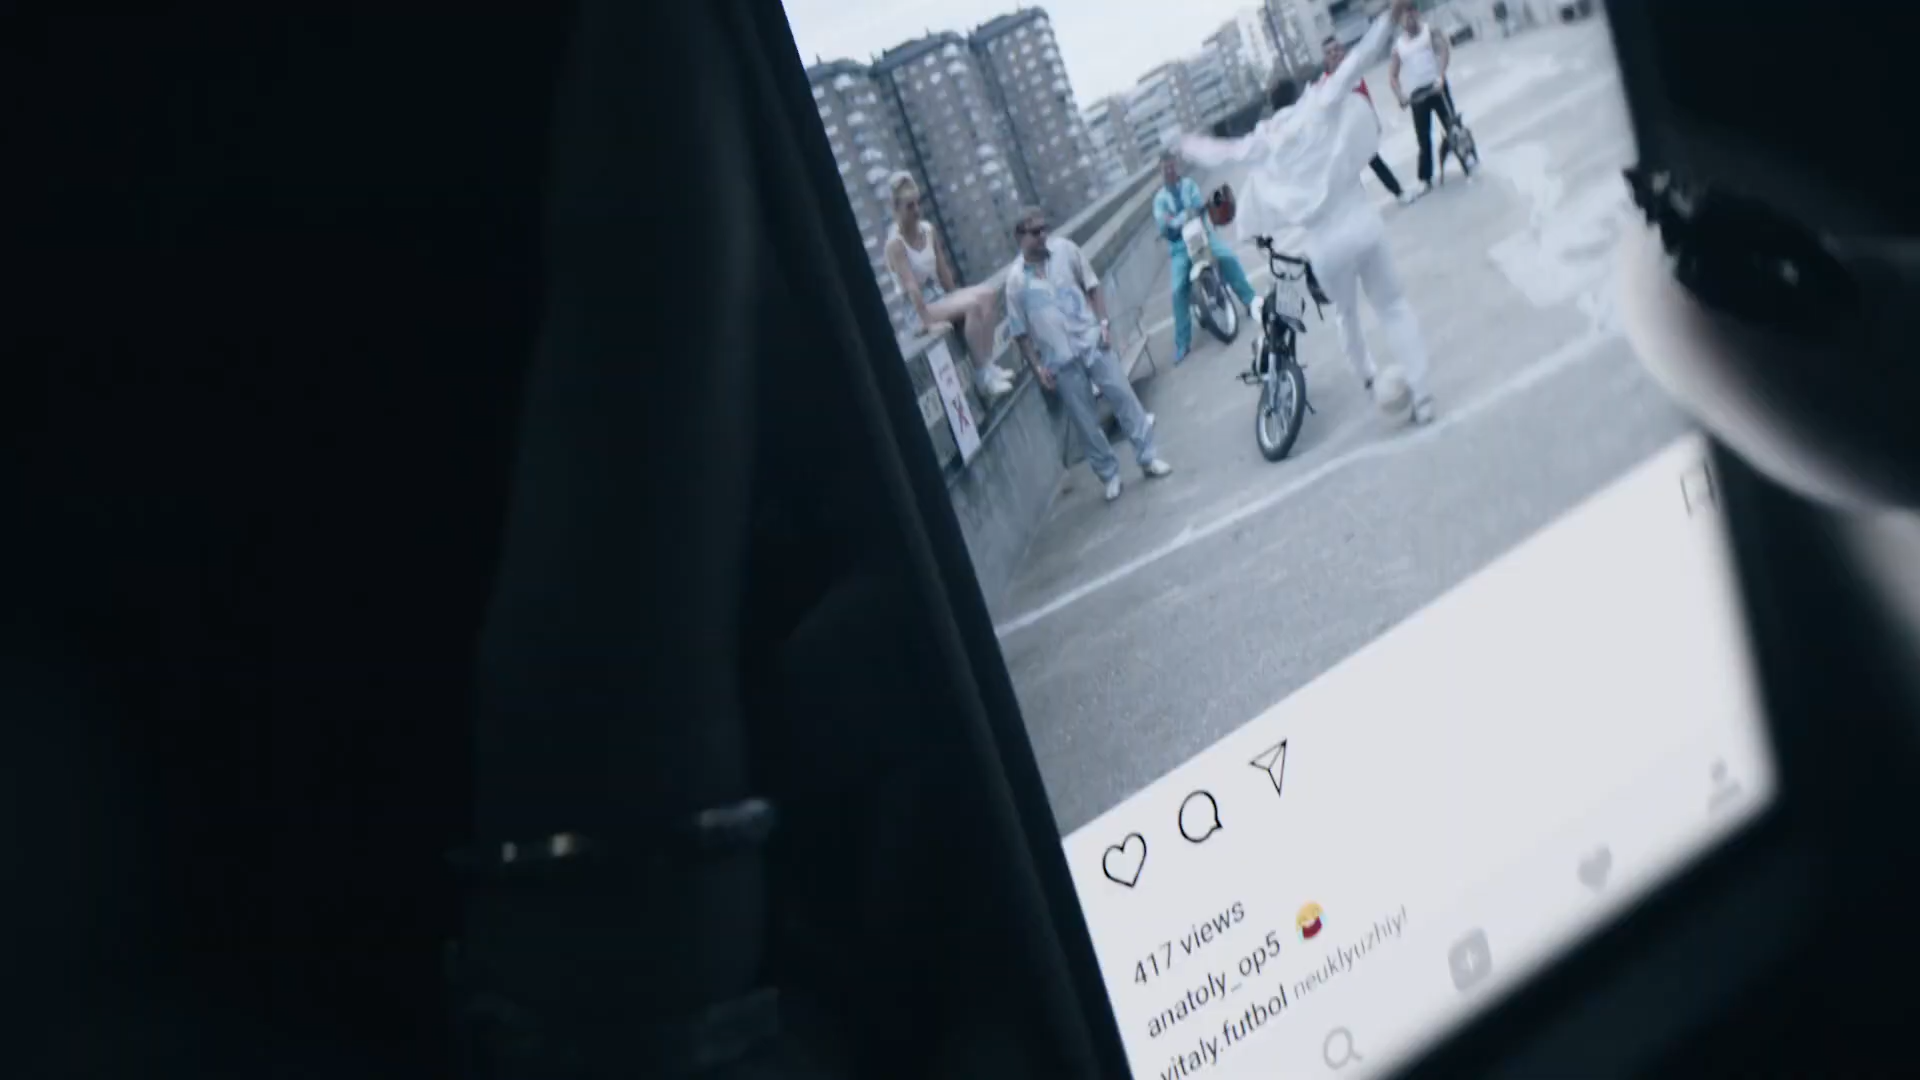 417 views
anatoly_op5 😂
vitaly.futbol neuklyuzhiy!